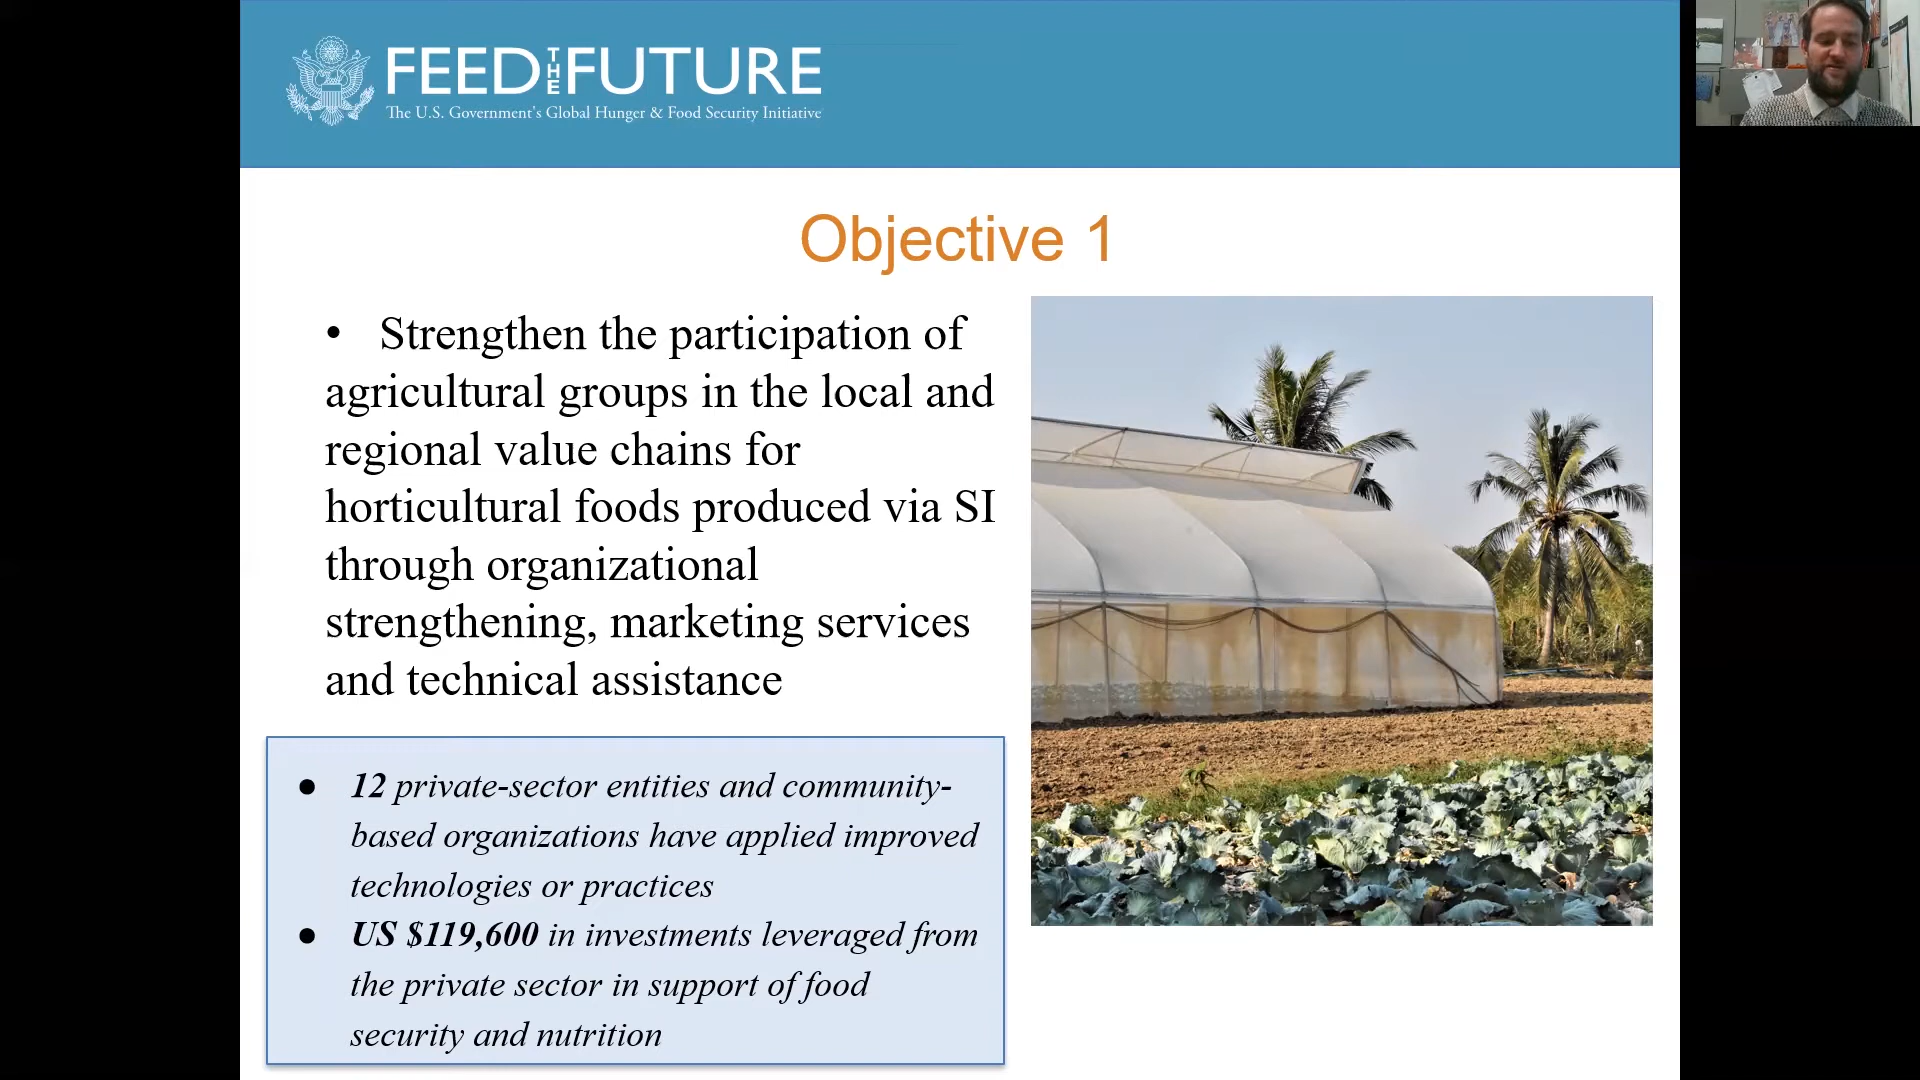 FEED THE FUTURE
The U.S. Government's Global Hunger & Food Security Initiative
Objective 1
• Strengthen the participation of
agricultural groups in the local and
regional value chains for
horticultural foods produced via SI
through organizational
strengthening, marketing services
and technical assistance
● 12 private-sector entities and community-
based organizations have applied improved
technologies or practices
● US $119,600 in investments leveraged from
the private sector in support of food
security and nutrition